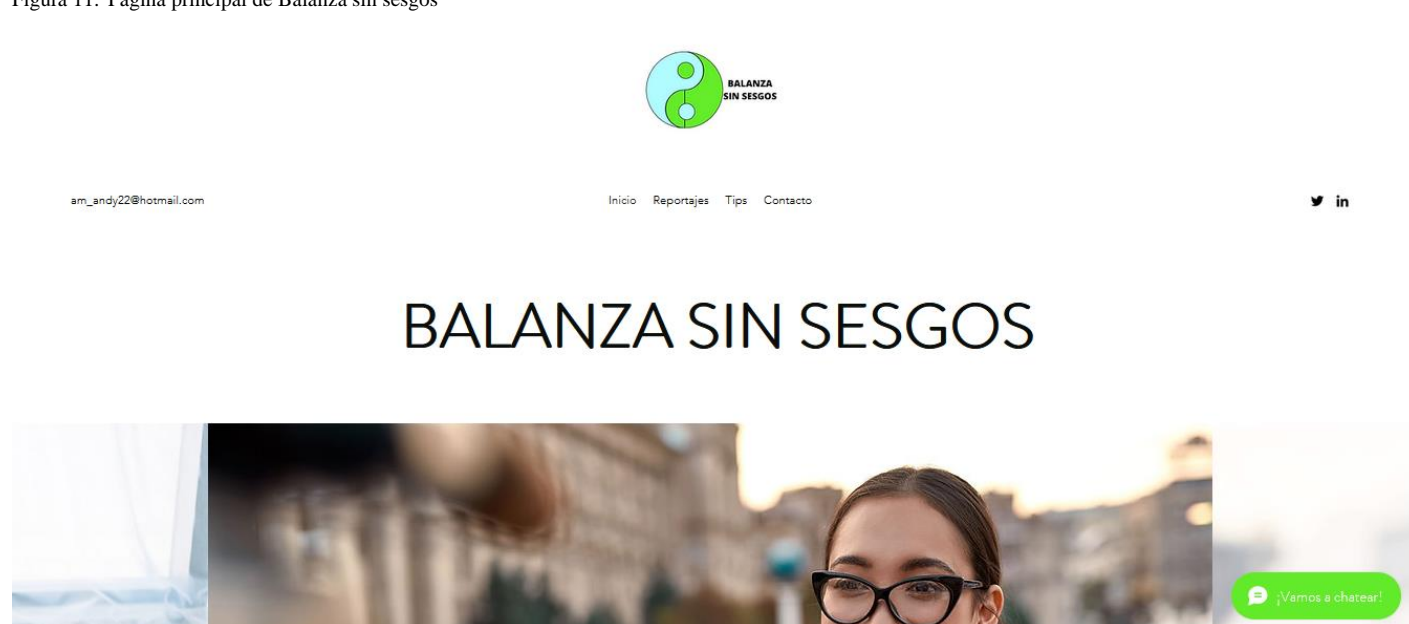 Figura 11. Página principal de Balanza sin sesgos
BALANZA
SIN SESGOS
am_andy22@hotmail.com
Inicio Reportajes Tips Contacto
in
BALANZA SIN SESGOS
¡Vamos a chatear!